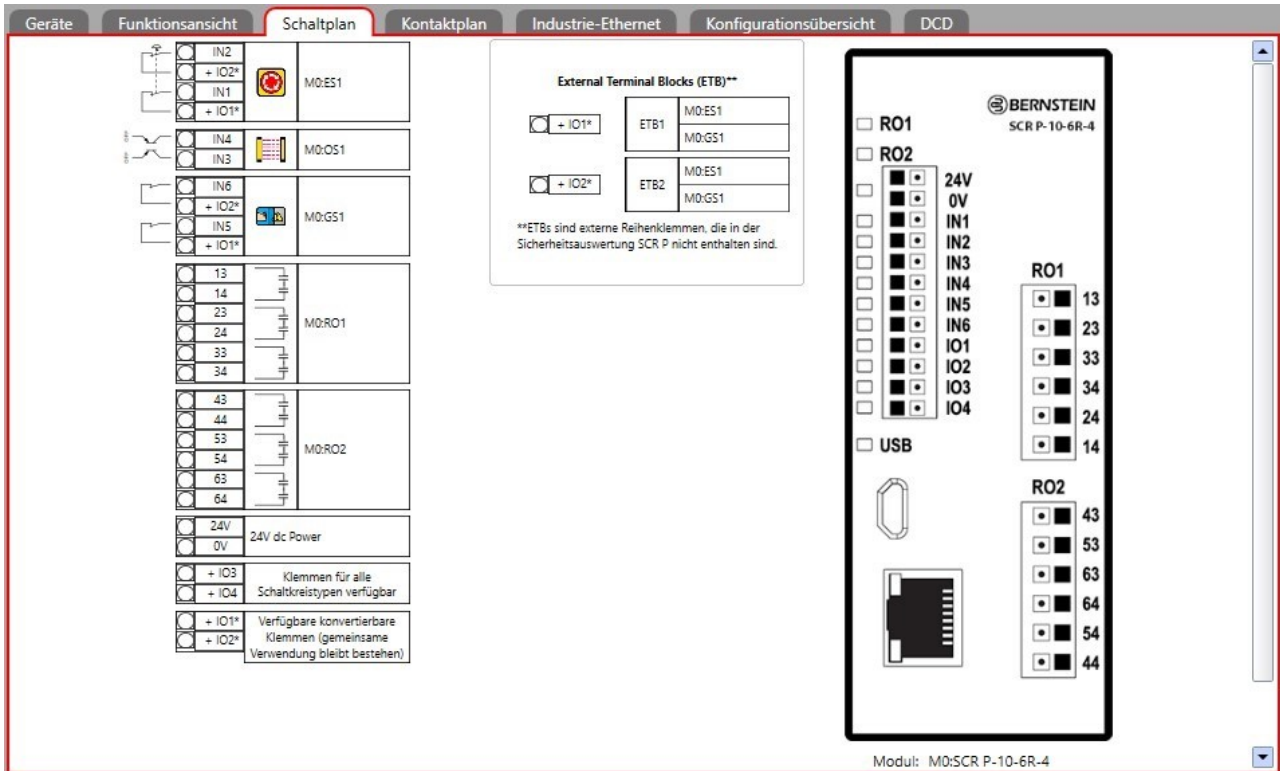 Geräte Funktionsansicht Schaltplan Kontaktplan Industrie-Ethernet Konfigurationsübersicht DCD
IN2
+ IO2*
IN1
+ IO1*
M0:ES1
OFF
OFF
IN4
IN3
M0:OS1
IN6
+ IO2*
IN5
+ IO1*
M0:GS1
13
14
23
24
33
34
M0:RO1
43
44
53
54
63
64
M0:RO2
24V
0V
24V dc Power
+ IO3
+ IO4
Klemmen für alle
Schaltkreistypen verfügbar
+ IO1*
+ IO2*
Verfügbare konvertierbare
Klemmen (gemeinsame
Verwendung bleibt bestehen)
External Terminal Blocks (ETB)**
+ IO1*
ETB1
M0:ES1
M0:GS1
+ IO2*
ETB2
M0:ES1
M0:GS1
**ETBs sind externe Reihenklemmen, die in der
Sicherheitsauswertung SCR P nicht enthalten sind.
BERNSTEIN
SCR P-10-6R-4
RO1
RO2
24V
0V
IN1
IN2
IN3
IN4
IN5
IN6
IO1
IO2
IO3
IO4
USB
RO1
13
23
33
34
24
14
RO2
43
53
63
64
54
44
Modul: M0:SCR P-10-6R-4